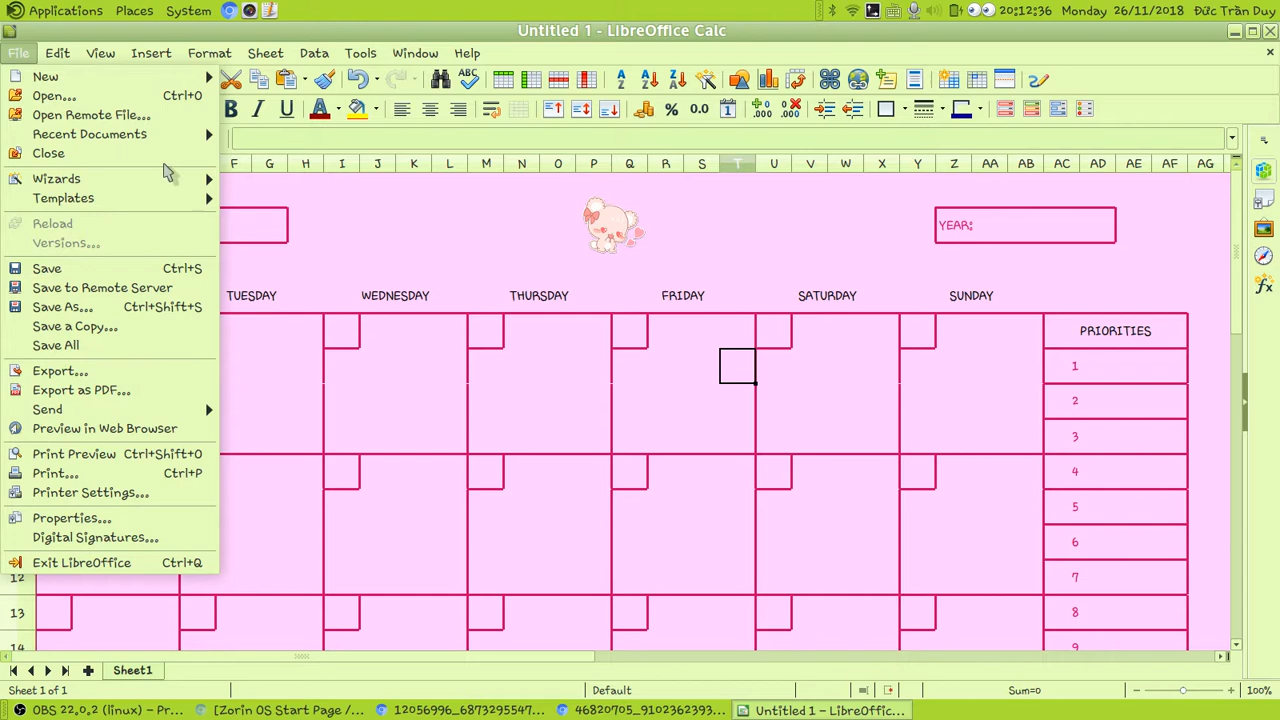 Applications Places System 20:12:36 Monday 26/11/2018 Đức Trần Duy
Untitled 1 - LibreOffice Calc
File Edit View Insert Format Sheet Data Tools Window Help
New
Open... Ctrl+O
Open Remote File...
Recent Documents
Close
Wizards
Templates
Reload
Versions...
Save Ctrl+S
Save to Remote Server
Save As... Ctrl+Shift+S
Save a Copy...
Save All
Export...
Export as PDF...
Send
Preview in Web Browser
Print Preview Ctrl+Shift+O
Print... Ctrl+P
Printer Settings...
Properties...
Digital Signatures...
Exit LibreOffice Ctrl+Q
F G H I J K L M N O P Q R S T U V W X Y Z AA AB AC AD AE AF AG
YEAR:
TUESDAY WEDNESDAY THURSDAY FRIDAY SATURDAY SUNDAY
PRIORITIES
1
2
3
4
5
6
7
8
9
12
13
14
Sheet1
Sheet 1 of 1 Default Sum=0 100%
OBS 22.0.2 (linux) - Pr... [Zorin OS Start Page /... 12056996_6873295547... 46820705_9102362393... Untitled 1 - LibreOffic...